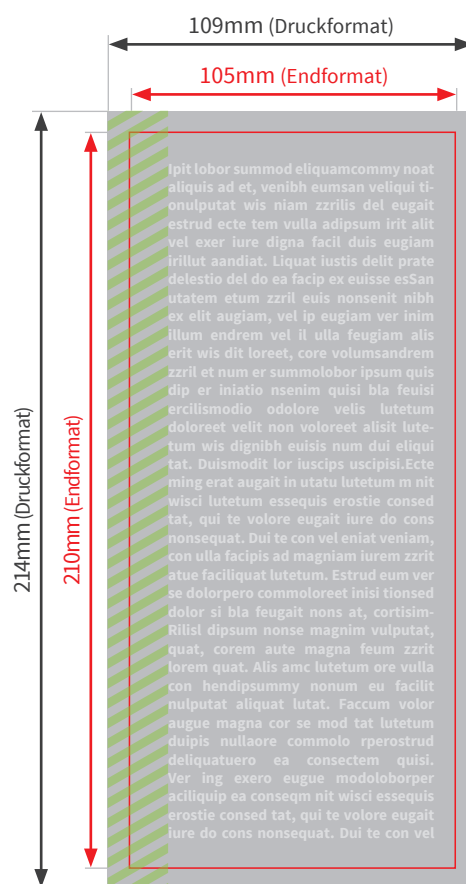 109mm (Druckformat)
105mm (Endformat)
214mm (Druckformat)
210mm (Endformat)
Ipit lobor summod eliquamcommy noat
aliquis ad et, venibh eumsan veliqui ti-
onulputat wis niam zzrilis del eugait
estrud ecte tem vulla adipsum irit alit
vel exer iure digna facil duis eugiam
irillut aandiat. Liquat iustis delit prate
delestio del do ea facip ex euisse esSan
utatem etum zzril euis nonsenit nibh
ex elit augiam, vel ip eugiam ver inim
illum endrem vel il ulla feugiam alis
erit wis dit loreet, core volumsandrem
zzril et num er summolobor ipsum quis
dip er iniatio nsenim quisi bla feuisi
ercilismodio odolore velis lutetum
doloreet velit non voloreet alisit lute-
tum wis dignibh euisis num dui eliqui
tat. Duismodit lor iuscips uscipisi.Ecte
ming erat augait in utatu lutetum m nit
wisci lutetum essequis erostie consed
tat, qui te volore eugait iure do cons
nonsequat. Dui te con vel eniat veniam,
con ulla facipis ad magniam iurem zzrit
atue faciliquat lutetum. Estrud eum ver
se dolorpero commoloreet inisi tionsed
dolor si bla feugait nons at, cortisim-
Rilisl dipsum nonse magnim vulputat,
quat, corem aute magna feum zzrit
lorem quat. Alis amc lutetum ore vulla
con hendipsummy nonum eu facilit
nulputat aliquat lutat. Faccum volor
augue magna cor se mod tat lutetum
duipis nullaore commolo rperostrud
deliquatuero ea consectem quisi.
Ver ing exero eugue modoloborper
aciliquip ea conseqm nit wisci essequis
erostie consed tat, qui te volore eugait
iure do cons nonsequat. Dui te con vel